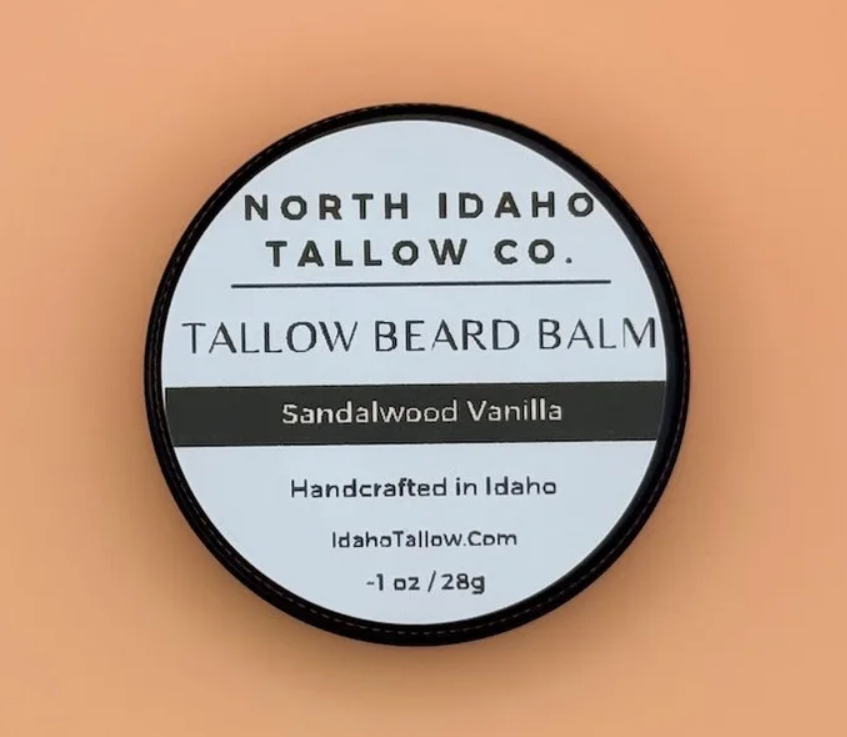 NORTH IDAHO
TALLOW CO.
TALLOW BEARD BALM
Sandalwood Vanilla
Handcrafted in Idaho
IdahoTallow.Com
~1 oz / 28g